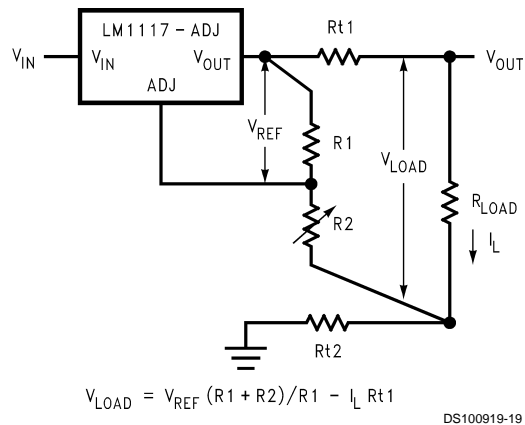 LM1117-ADJ
Rt1
V_IN
V_IN
V_OUT
V_OUT
ADJ
V_REF
R1
V_LOAD
R2
R_LOAD
I_L
Rt2
V_LOAD = V_REF (R1 + R2)/R1 - I_L Rt1
DS100919-19